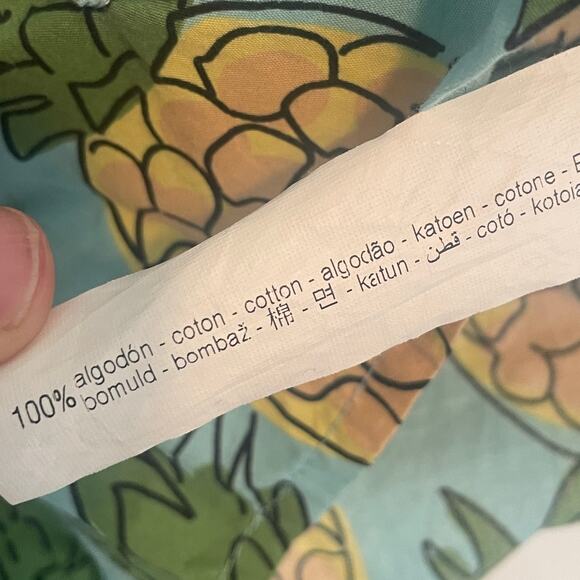 100% algodón - coton - cotton - algodão - katoen - cotone -
bomuld - bombaž - 棉 - 면 - katun - قطن - cotó - kotoia